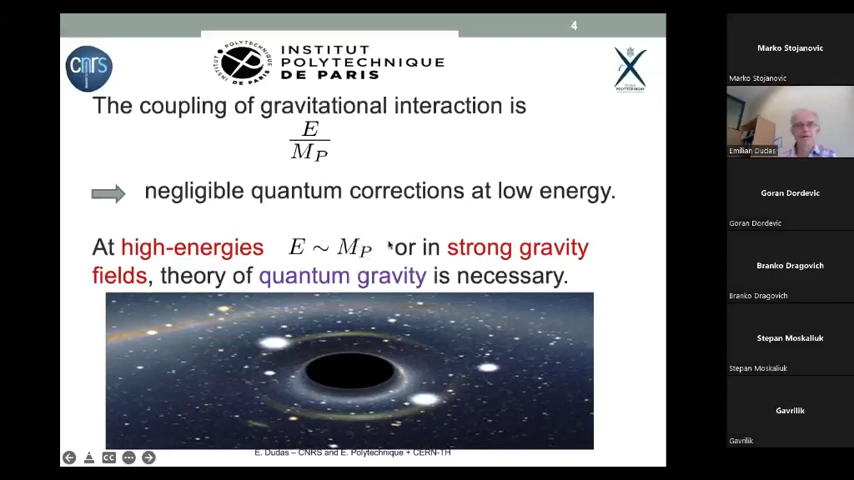 4
cnrs
INSTITUT
POLYTECHNIQUE
DE PARIS
The coupling of gravitational interaction is
E
M_P
negligible quantum corrections at low energy.
At high-energies E ∼ M_P or in strong gravity
fields, theory of quantum gravity is necessary.
E. Dudas – CNRS and E. Polytechnique + CERN-TH
CC
Marko Stojanovic
Marko Stojanovic
Emilian Dudas
Goran Dordevic
Goran Dordevic
Branko Dragovich
Branko Dragovich
Stepan Moskaliuk
Stepan Moskaliuk
Gavrilik
Gavrilik